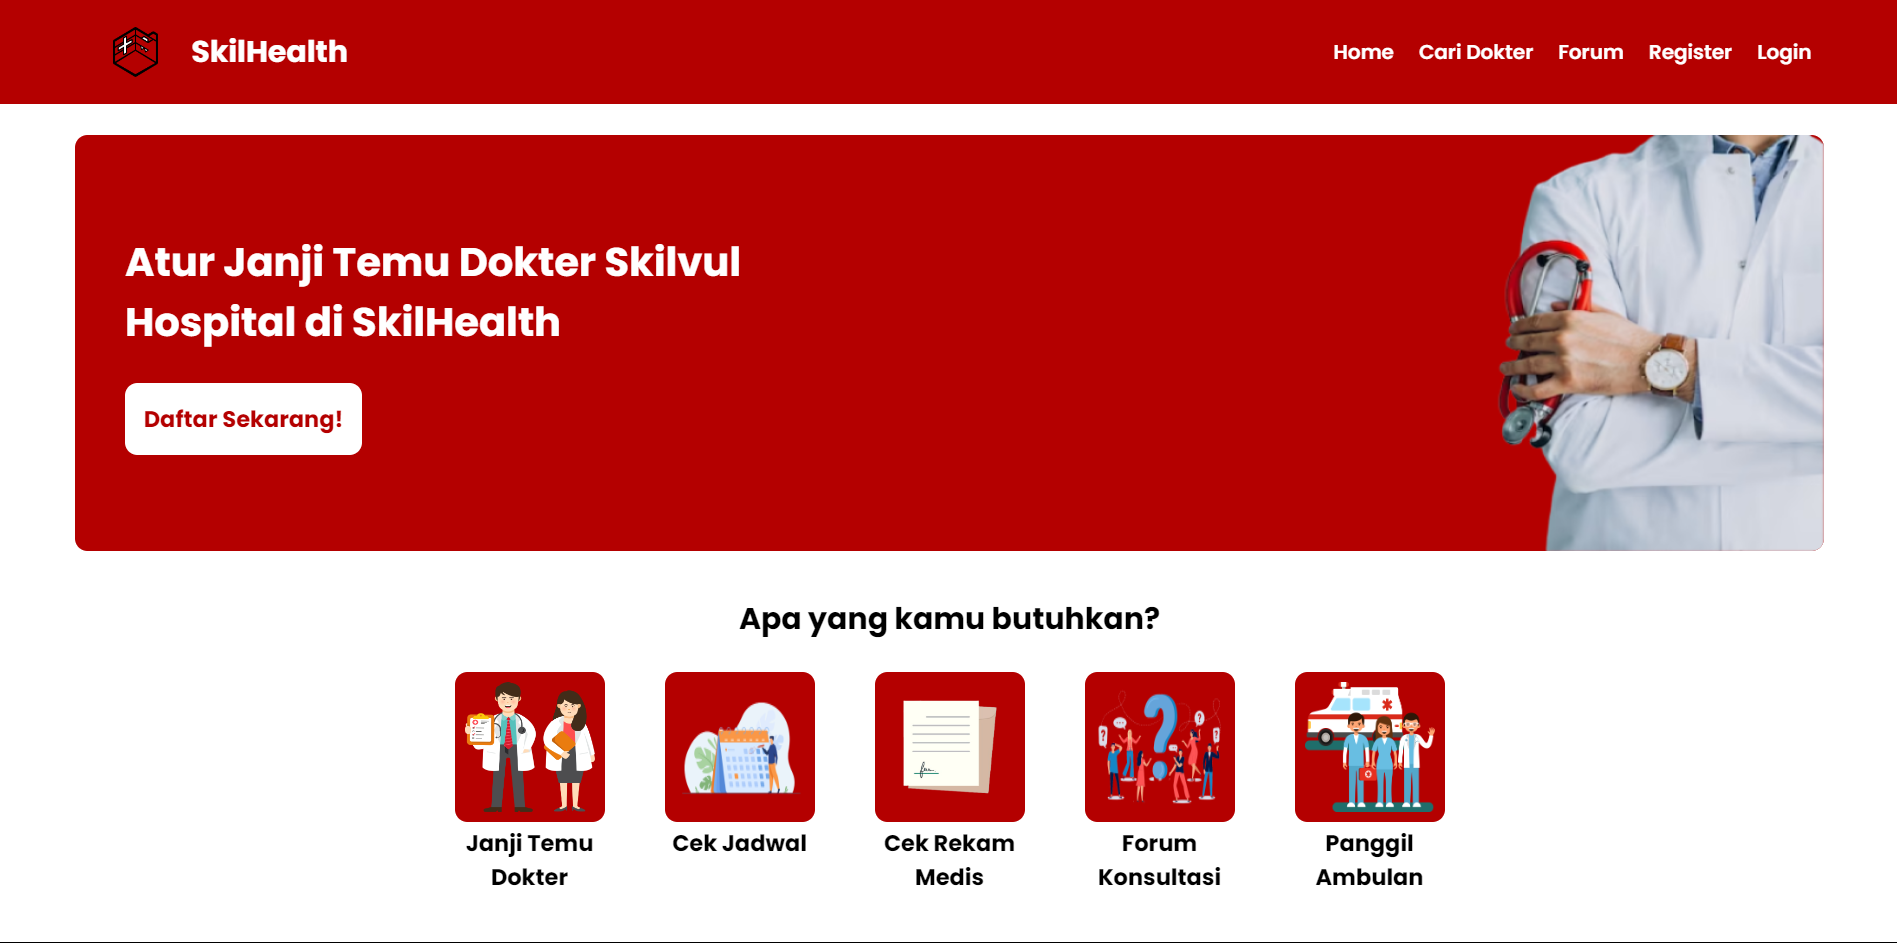 SkilHealth
Home Cari Dokter Forum Register Login
Atur Janji Temu Dokter Skilvul
Hospital di SkilHealth
Daftar Sekarang!
Apa yang kamu butuhkan?
Janji Temu
Dokter
Cek Jadwal
Cek Rekam
Medis
Forum
Konsultasi
Panggil
Ambulan